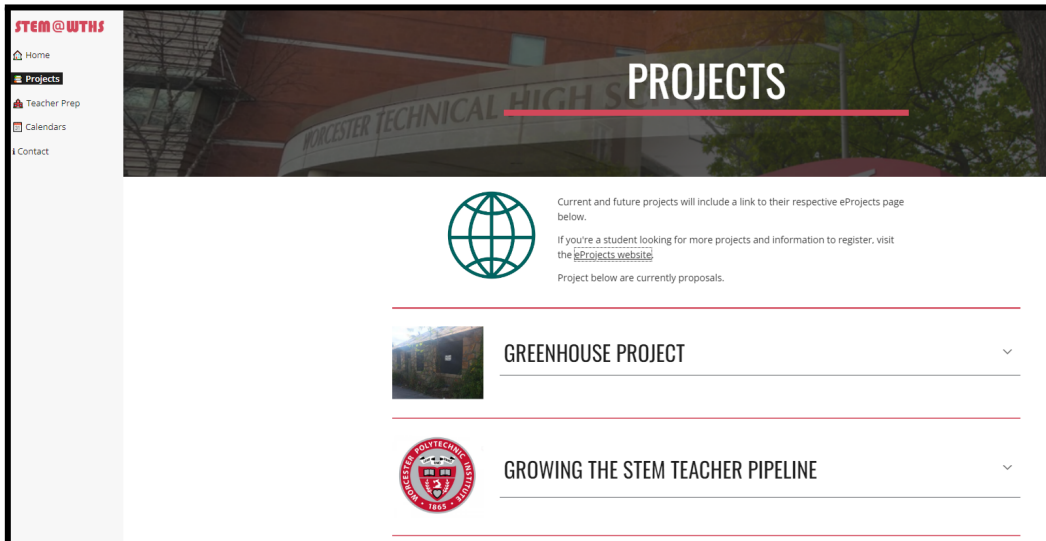 STEM@WTHS
Home
Projects
Teacher Prep
Calendars
Contact
WORCESTER TECHNICAL HIGH
PROJECTS
Current and future projects will include a link to their respective eProjects page
below.
If you're a student looking for more projects and information to register, visit
the eProjects website.
Project below are currently proposals.
GREENHOUSE PROJECT
WORCESTER POLYTECHNIC INSTITUTE
1865
GROWING THE STEM TEACHER PIPELINE